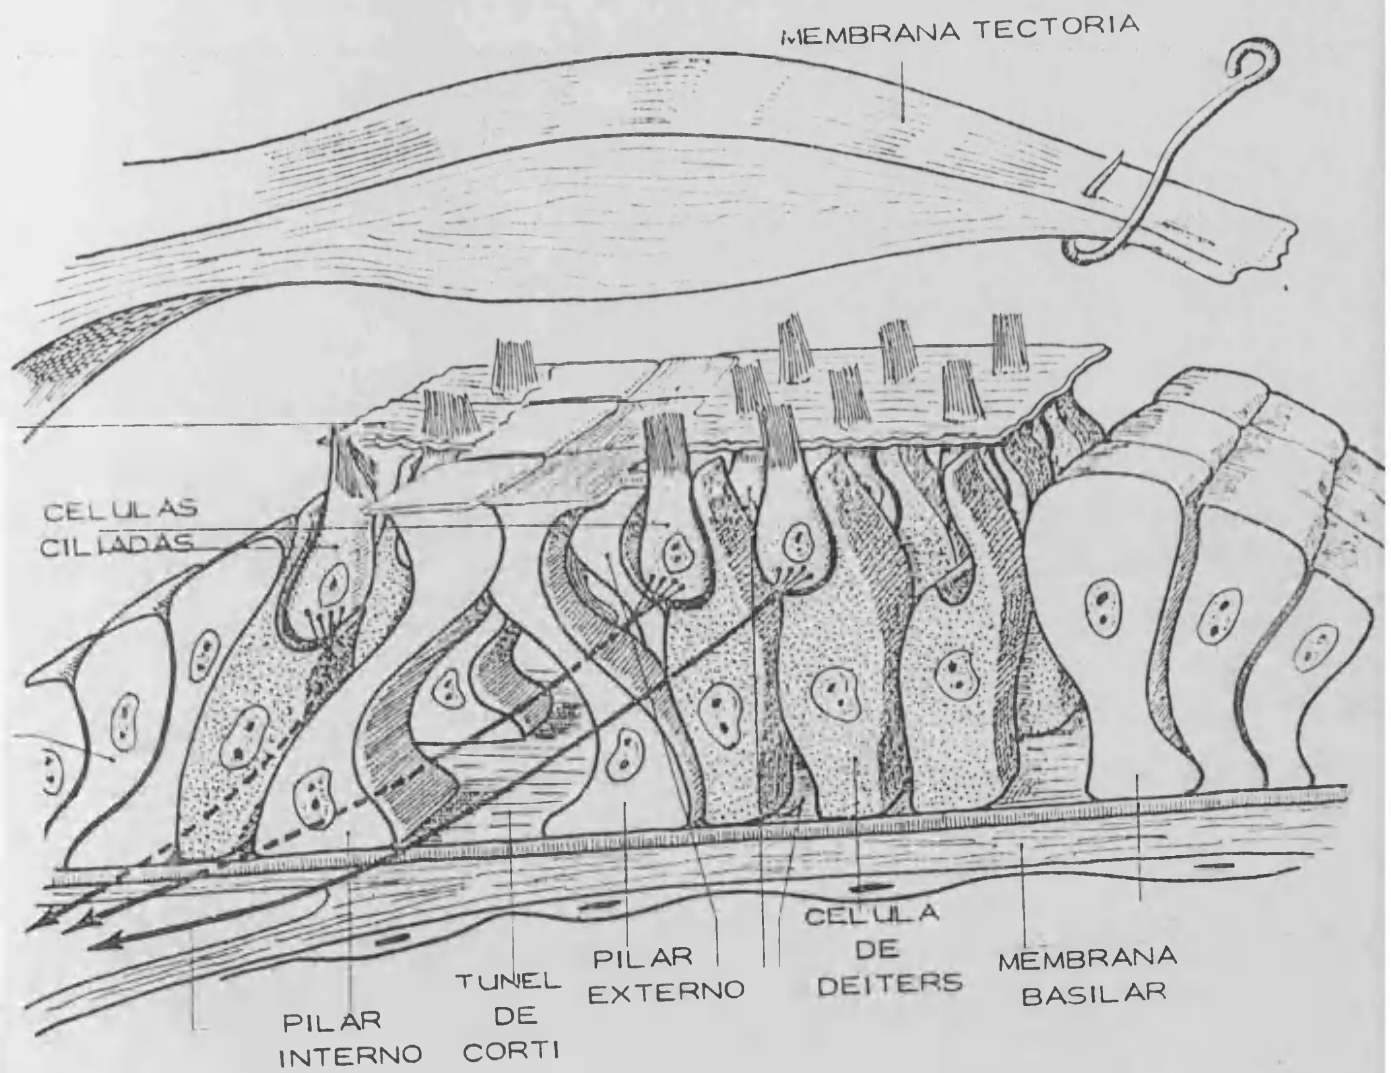 MEMBRANA TECTORIA
CELULAS
CILIADAS
CELULA
DE
DEITERS
PILAR
EXTERNO
MEMBRANA
BASILAR
TUNEL
DE
CORTI
PILAR
INTERNO